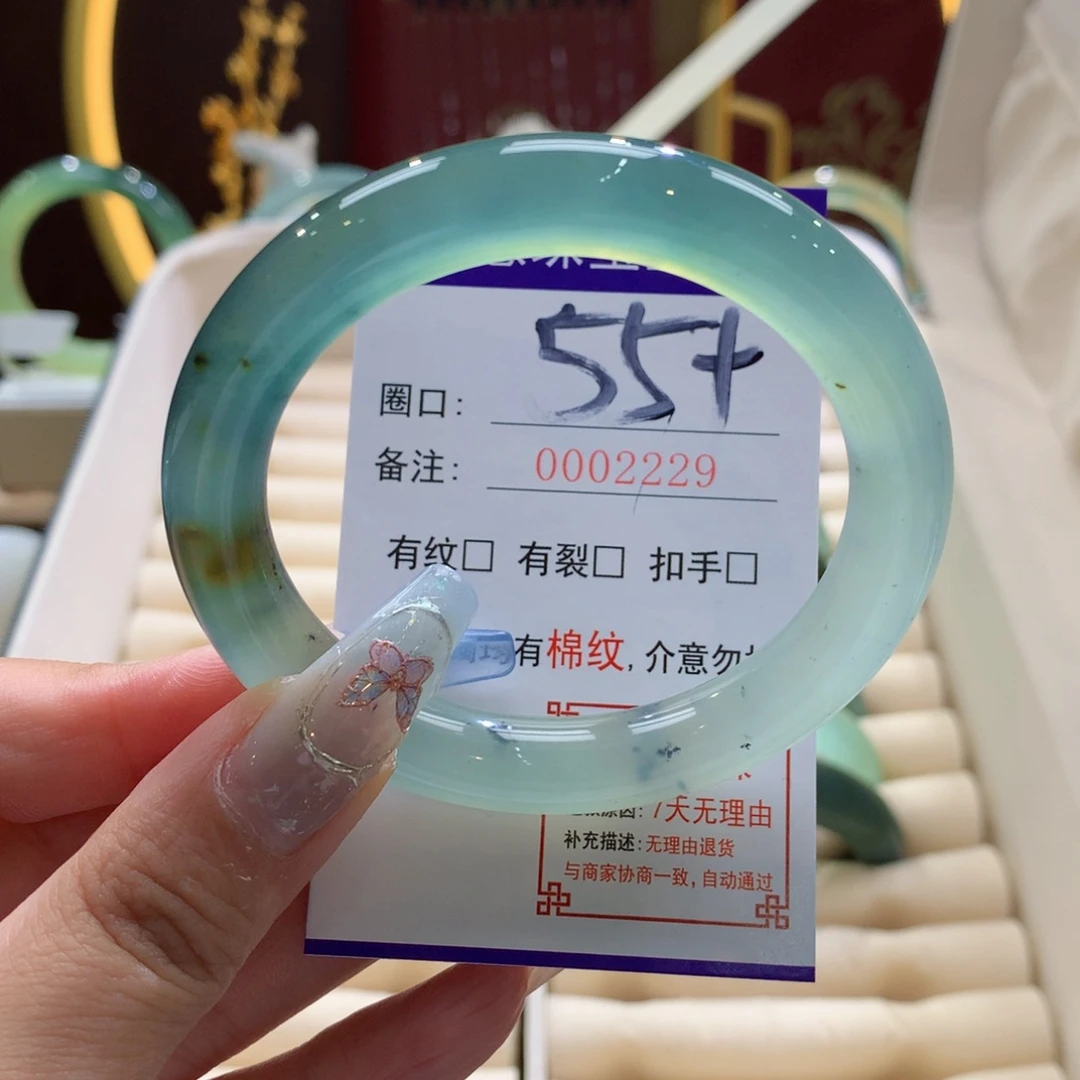 55+
圈口:
备注: 0002229
有纹□ 有裂□ 扣手□
有棉纹, 介意勿
原因: 7天无理由
补充描述: 无理由退货
与商家协商一致, 自动通过